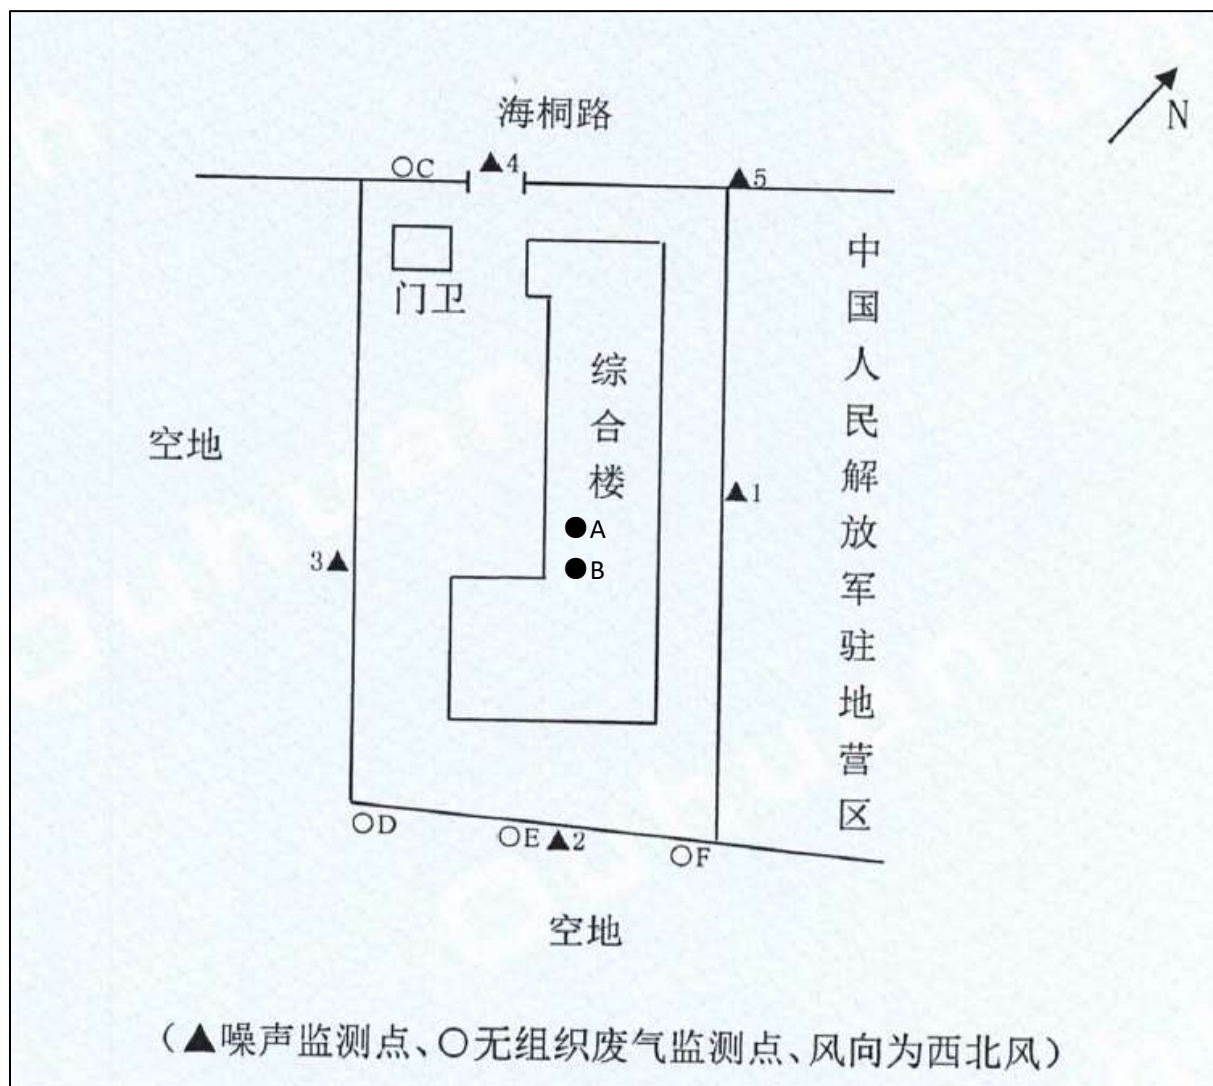 海桐路
N
○C
▲4
▲5
门卫
中国人民解放军驻地营区
综合楼
空地
▲1
●A
3▲
●B
○D
○E
▲2
○F
空地
(▲噪声监测点、○无组织废气监测点、风向为西北风)